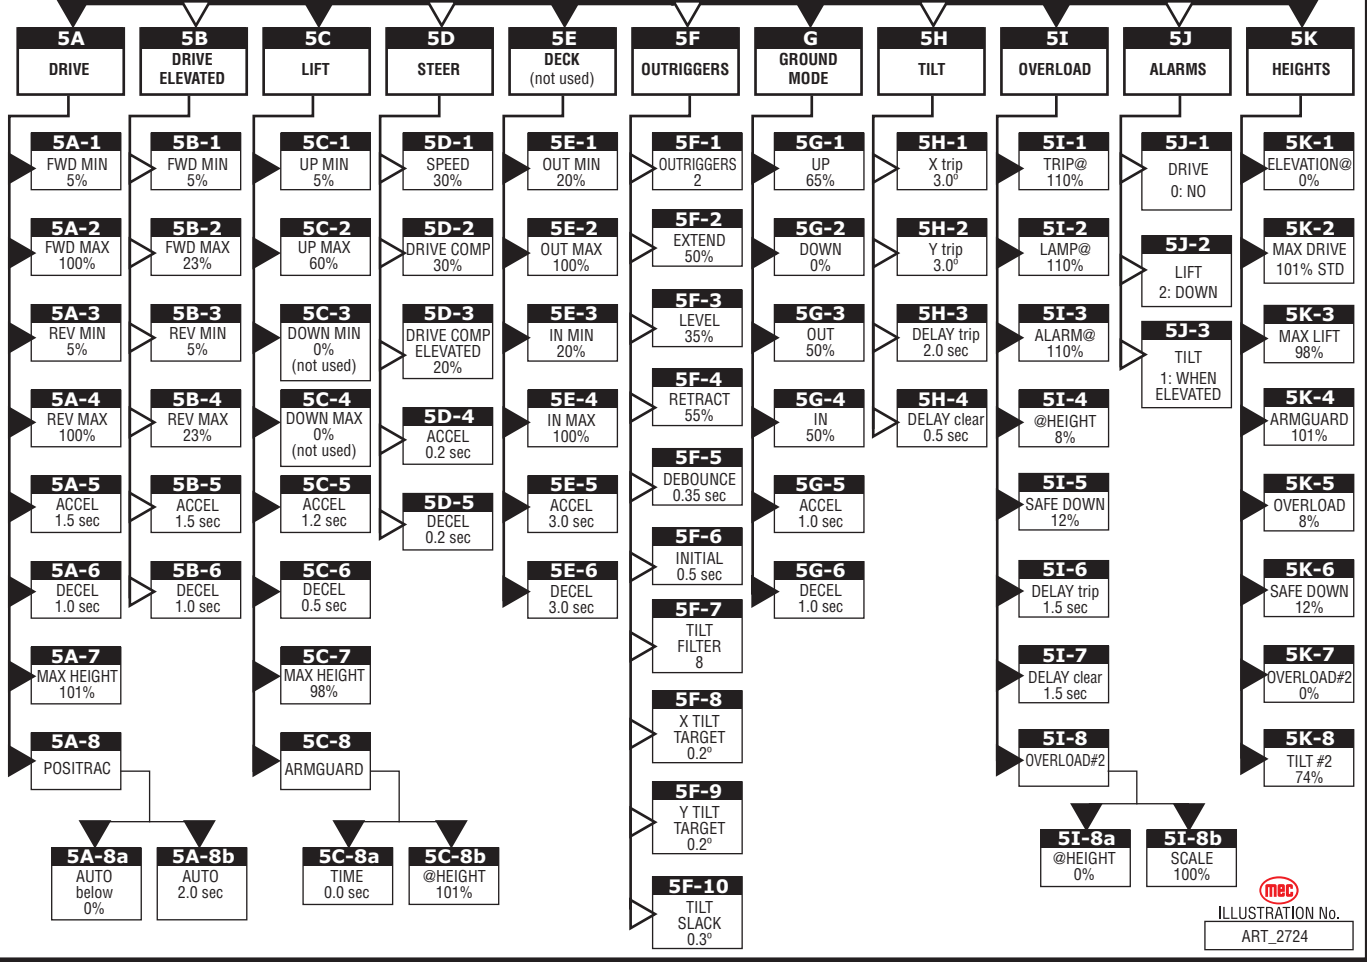 5A
DRIVE
5B
DRIVE
ELEVATED
5C
LIFT
5D
STEER
5E
DECK
(not used)
5F
OUTRIGGERS
G
GROUND
MODE
5H
TILT
5I
OVERLOAD
5J
ALARMS
5K
HEIGHTS
5A-1
FWD MIN
5%
5A-2
FWD MAX
100%
5A-3
REV MIN
5%
5A-4
REV MAX
100%
5A-5
ACCEL
1.5 sec
5A-6
DECEL
1.0 sec
5A-7
MAX HEIGHT
101%
5A-8
POSITRAC
5A-8a
AUTO
below
0%
5A-8b
AUTO
2.0 sec
5B-1
FWD MIN
5%
5B-2
FWD MAX
23%
5B-3
REV MIN
5%
5B-4
REV MAX
23%
5B-5
ACCEL
1.5 sec
5B-6
DECEL
1.0 sec
5C-1
UP MIN
5%
5C-2
UP MAX
60%
5C-3
DOWN MIN
0%
(not used)
5C-4
DOWN MAX
0%
(not used)
5C-5
ACCEL
1.2 sec
5C-6
DECEL
0.5 sec
5C-7
MAX HEIGHT
98%
5C-8
ARMGUARD
5C-8a
TIME
0.0 sec
5C-8b
@HEIGHT
101%
5D-1
SPEED
30%
5D-2
DRIVE COMP
30%
5D-3
DRIVE COMP
ELEVATED
20%
5D-4
ACCEL
0.2 sec
5D-5
DECEL
0.2 sec
5E-1
OUT MIN
20%
5E-2
OUT MAX
100%
5E-3
IN MIN
20%
5E-4
IN MAX
100%
5E-5
ACCEL
3.0 sec
5E-6
DECEL
3.0 sec
5F-1
OUTRIGGERS
2
5F-2
EXTEND
50%
5F-3
LEVEL
35%
5F-4
RETRACT
55%
5F-5
DEBOUNCE
0.35 sec
5F-6
INITIAL
0.5 sec
5F-7
TILT
FILTER
8
5F-8
X TILT
TARGET
0.2º
5F-9
Y TILT
TARGET
0.2º
5F-10
TILT
SLACK
0.3º
5G-1
UP
65%
5G-2
DOWN
0%
5G-3
OUT
50%
5G-4
IN
50%
5G-5
ACCEL
1.0 sec
5G-6
DECEL
1.0 sec
5H-1
X trip
3.0º
5H-2
Y trip
3.0º
5H-3
DELAY trip
2.0 sec
5H-4
DELAY clear
0.5 sec
5I-1
TRIP@
110%
5I-2
LAMP@
110%
5I-3
ALARM@
110%
5I-4
@HEIGHT
8%
5I-5
SAFE DOWN
12%
5I-6
DELAY trip
1.5 sec
5I-7
DELAY clear
1.5 sec
5I-8
OVERLOAD#2
5I-8a
@HEIGHT
0%
5I-8b
SCALE
100%
5J-1
DRIVE
0: NO
5J-2
LIFT
2: DOWN
5J-3
TILT
1: WHEN
ELEVATED
5K-1
ELEVATION@
0%
5K-2
MAX DRIVE
101% STD
5K-3
MAX LIFT
98%
5K-4
ARMGUARD
101%
5K-5
OVERLOAD
8%
5K-6
SAFE DOWN
12%
5K-7
OVERLOAD#2
0%
5K-8
TILT #2
74%
mec
ILLUSTRATION No.
ART_2724